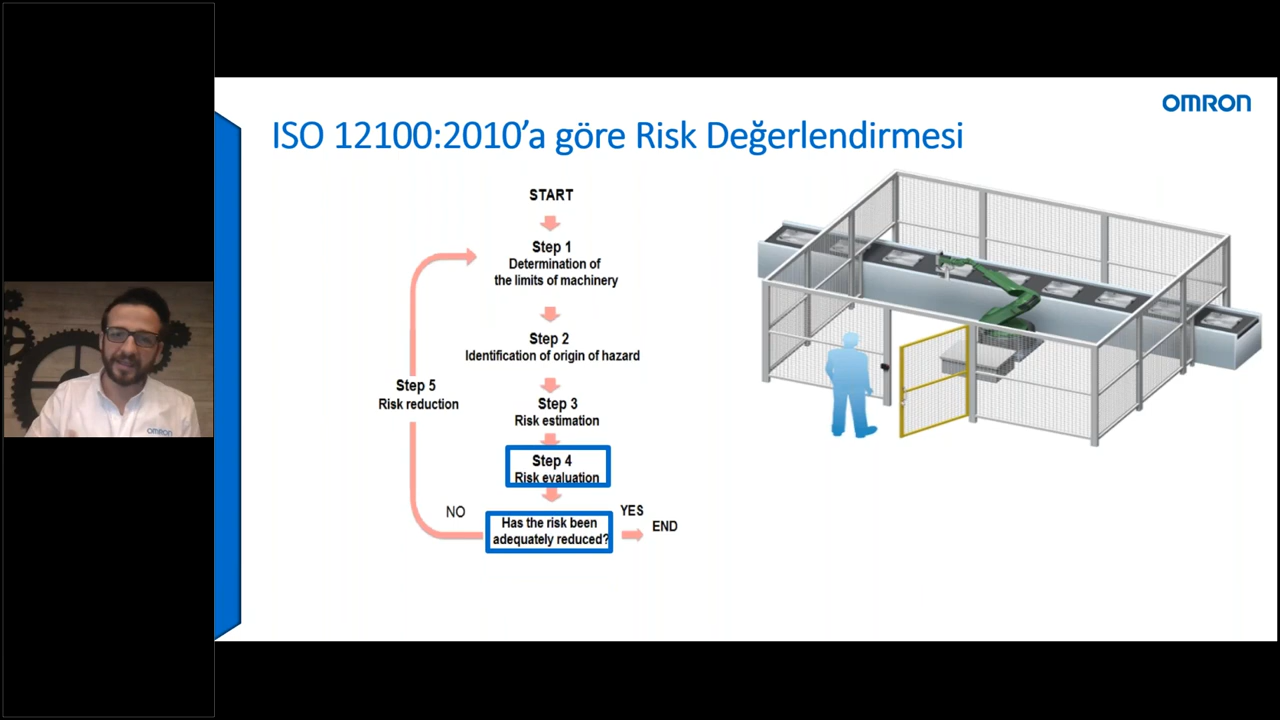 OMRON
ISO 12100:2010’a göre Risk Değerlendirmesi
START
Step 1
Determination of
the limits of machinery
Step 2
Identification of origin of hazard
Step 5
Risk reduction
Step 3
Risk estimation
Step 4
Risk evaluation
NO
Has the risk been
adequately reduced?
YES
END
OMRON